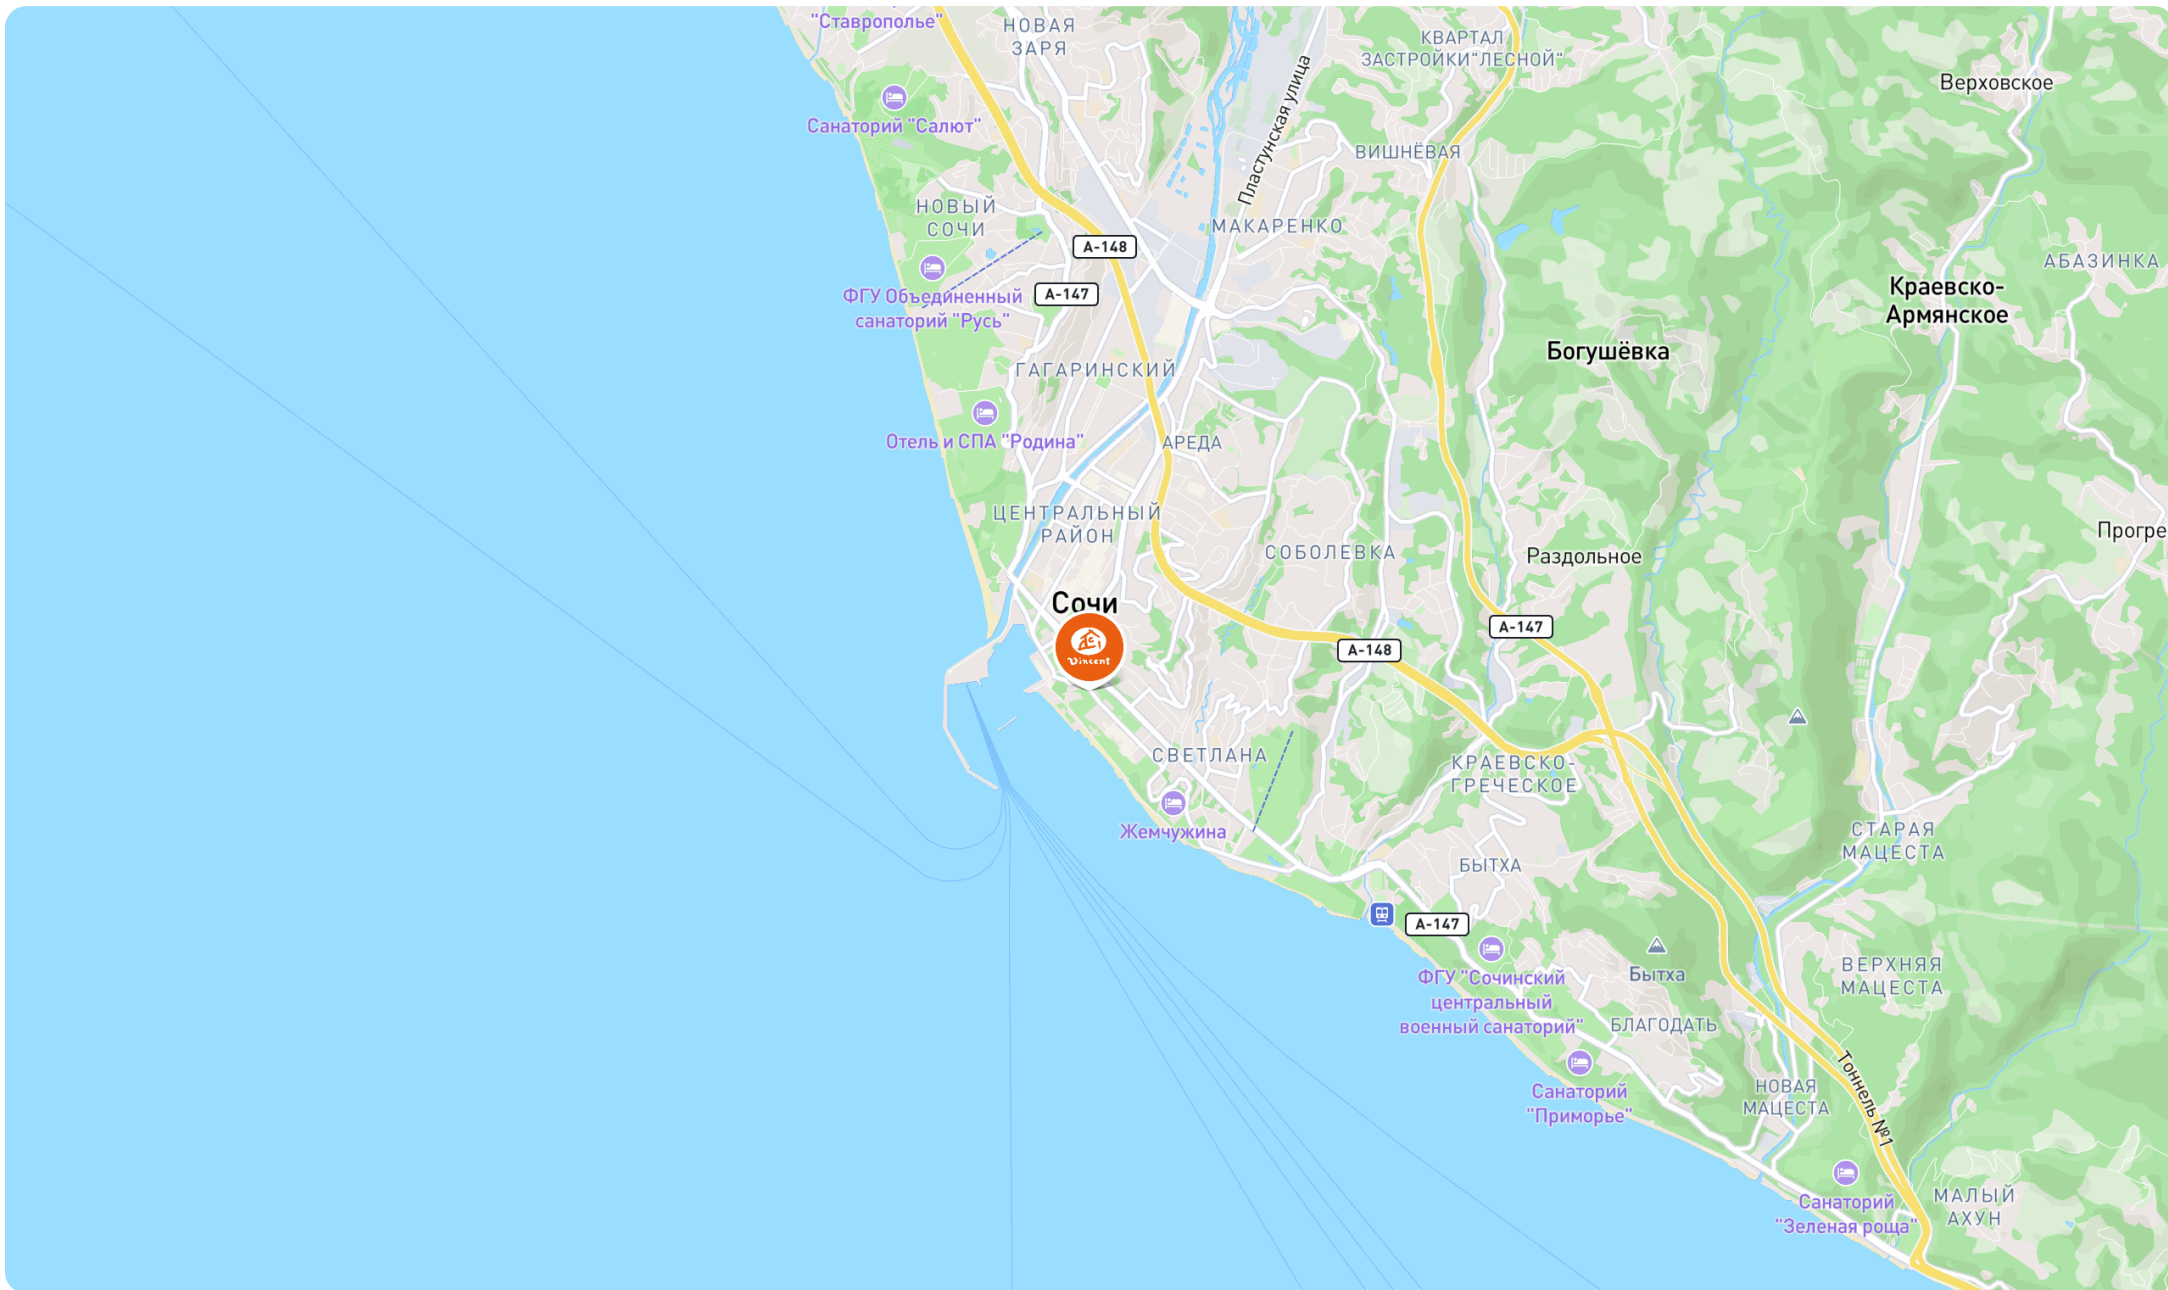 "Ставрополье"
НОВАЯ
ЗАРЯ
КВАРТАЛ
ЗАСТРОЙКИ"ЛЕСНОЙ"
Верховское
Санаторий "Салют"
Пластунская улица
ВИШНЁВАЯ
НОВЫЙ
СОЧИ
МАКАРЕНКО
А-148
АБАЗИНКА
А-147
ФГУ Объединенный
санаторий "Русь"
Краевско-
Армянское
Богушёвка
ГАГАРИНСКИЙ
Отель и СПА "Родина"
АРЕДА
ЦЕНТРАЛЬНЫЙ
РАЙОН
СОБОЛЕВКА
Раздольное
Прогре
Сочи
Vincent
А-147
А-148
СВЕТЛАНА
КРАЕВСКО-
ГРЕЧЕСКОЕ
Жемчужина
СТАРАЯ
МАЦЕСТА
БЫТХА
А-147
ФГУ "Сочинский
центральный
военный санаторий"
Бытха
ВЕРХНЯЯ
МАЦЕСТА
БЛАГОДАТЬ
Санаторий
"Приморье"
НОВАЯ
МАЦЕСТА
Тоннель №1
Санаторий
"Зеленая роща"
МАЛЫЙ
АХУН